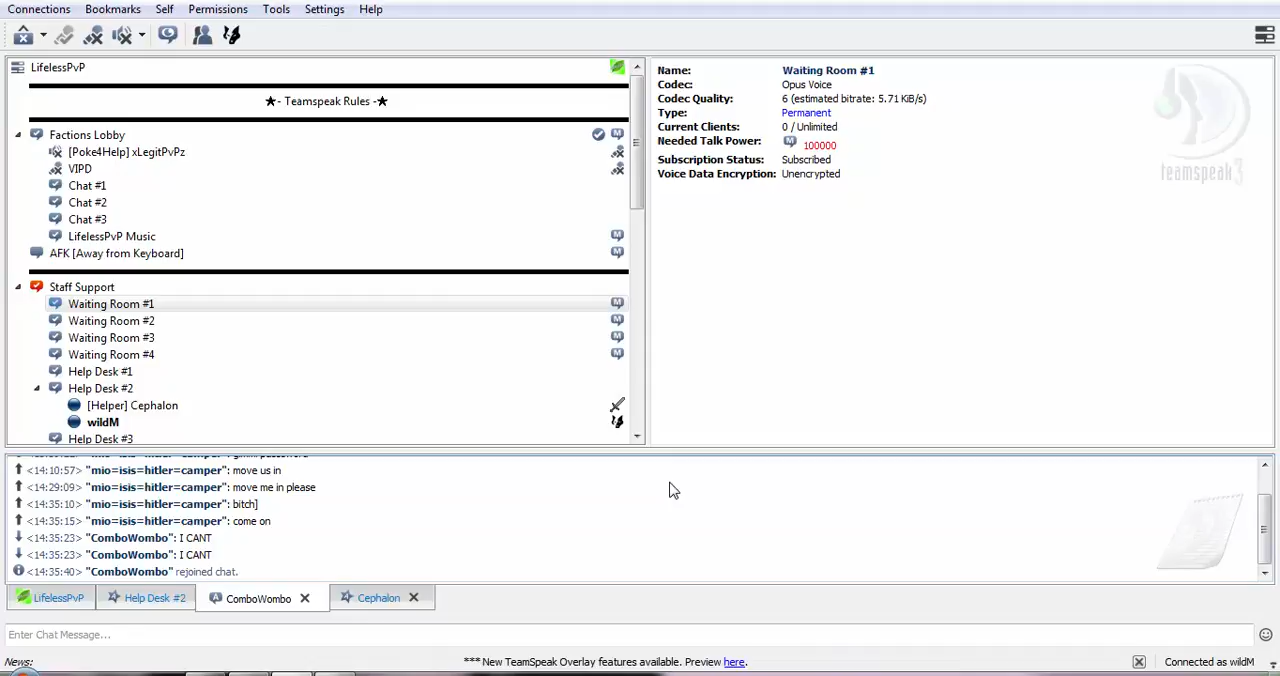 Connections Bookmarks Self Permissions Tools Settings Help
LifelessPvP
★- Teamspeak Rules -★
Factions Lobby
[Poke4Help] xLegitPvPz
VIPD
Chat #1
Chat #2
Chat #3
LifelessPvP Music
AFK [Away from Keyboard]
Staff Support
Waiting Room #1
Waiting Room #2
Waiting Room #3
Waiting Room #4
Help Desk #1
Help Desk #2
[Helper] Cephalon
wildM
Help Desk #3
Name: Waiting Room #1
Codec: Opus Voice
Codec Quality: 6 (estimated bitrate: 5.71 KiB/s)
Type: Permanent
Current Clients: 0 / Unlimited
Needed Talk Power: 100000
Subscription Status: Subscribed
Voice Data Encryption: Unencrypted
teamspeak3
<14:10:57> "mio=isis=hitler=camper": move us in
<14:29:09> "mio=isis=hitler=camper": move me in please
<14:35:10> "mio=isis=hitler=camper": bitch]
<14:35:15> "mio=isis=hitler=camper": come on
<14:35:23> "ComboWombo": I CANT
<14:35:23> "ComboWombo": I CANT
<14:35:40> "ComboWombo" rejoined chat.
LifelessPvP Help Desk #2 ComboWombo Cephalon
Enter Chat Message...
News: *** New TeamSpeak Overlay features available. Preview here. Connected as wildM